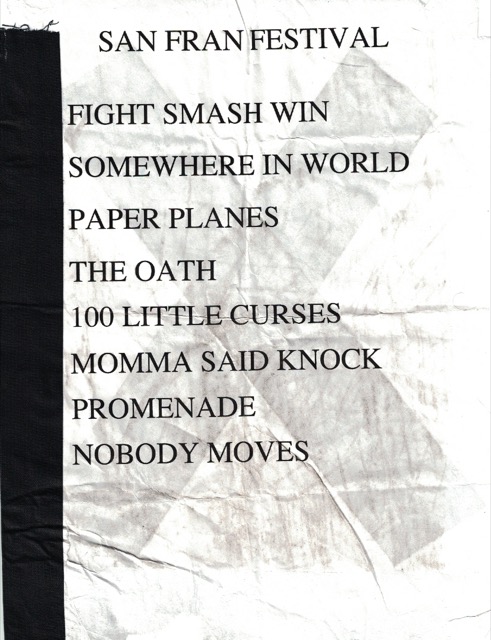 SAN FRAN FESTIVAL
FIGHT SMASH WIN
SOMEWHERE IN WORLD
PAPER PLANES
THE OATH
100 LITTLE CURSES
MOMMA SAID KNOCK
PROMENADE
NOBODY MOVES